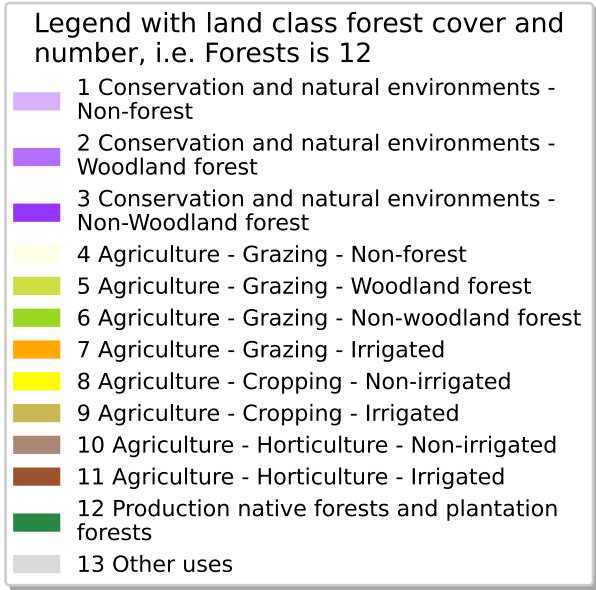 Legend with land class forest cover and
number, i.e. Forests is 12
1 Conservation and natural environments -
Non-forest
2 Conservation and natural environments -
Woodland forest
3 Conservation and natural environments -
Non-Woodland forest
4 Agriculture - Grazing - Non-forest
5 Agriculture - Grazing - Woodland forest
6 Agriculture - Grazing - Non-woodland forest
7 Agriculture - Grazing - Irrigated
8 Agriculture - Cropping - Non-irrigated
9 Agriculture - Cropping - Irrigated
10 Agriculture - Horticulture - Non-irrigated
11 Agriculture - Horticulture - Irrigated
12 Production native forests and plantation
forests
13 Other uses